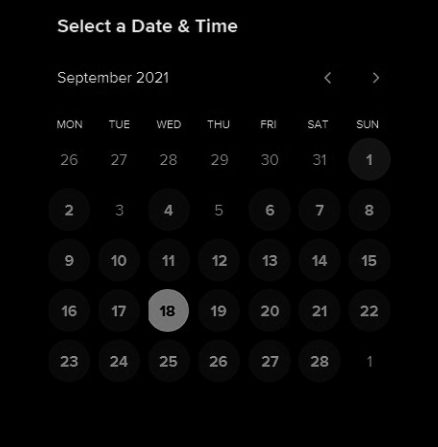 Select a Date & Time
September 2021
MON TUE WED THU FRI SAT SUN
26 27 28 29 30 31 1
2 3 4 5 6 7 8
9 10 11 12 13 14 15
16 17 18 19 20 21 22
23 24 25 26 27 28 1